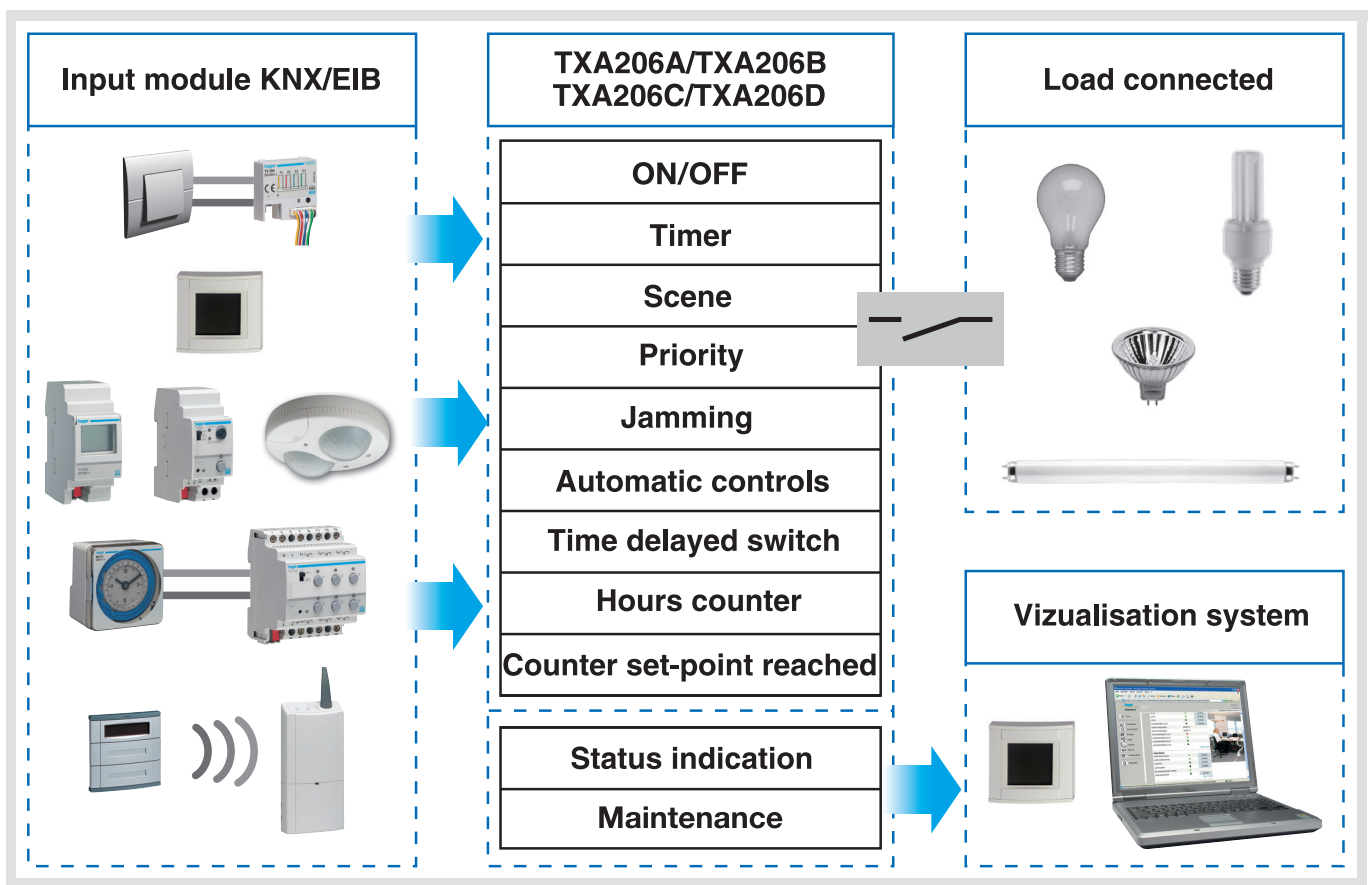 Input module KNX/EIB
TXA206A/TXA206B
TXA206C/TXA206D
Load connected
ON/OFF
Timer
Scene
Priority
Jamming
Automatic controls
Time delayed switch
Hours counter
Counter set-point reached
Status indication
Maintenance
Vizualisation system
hager